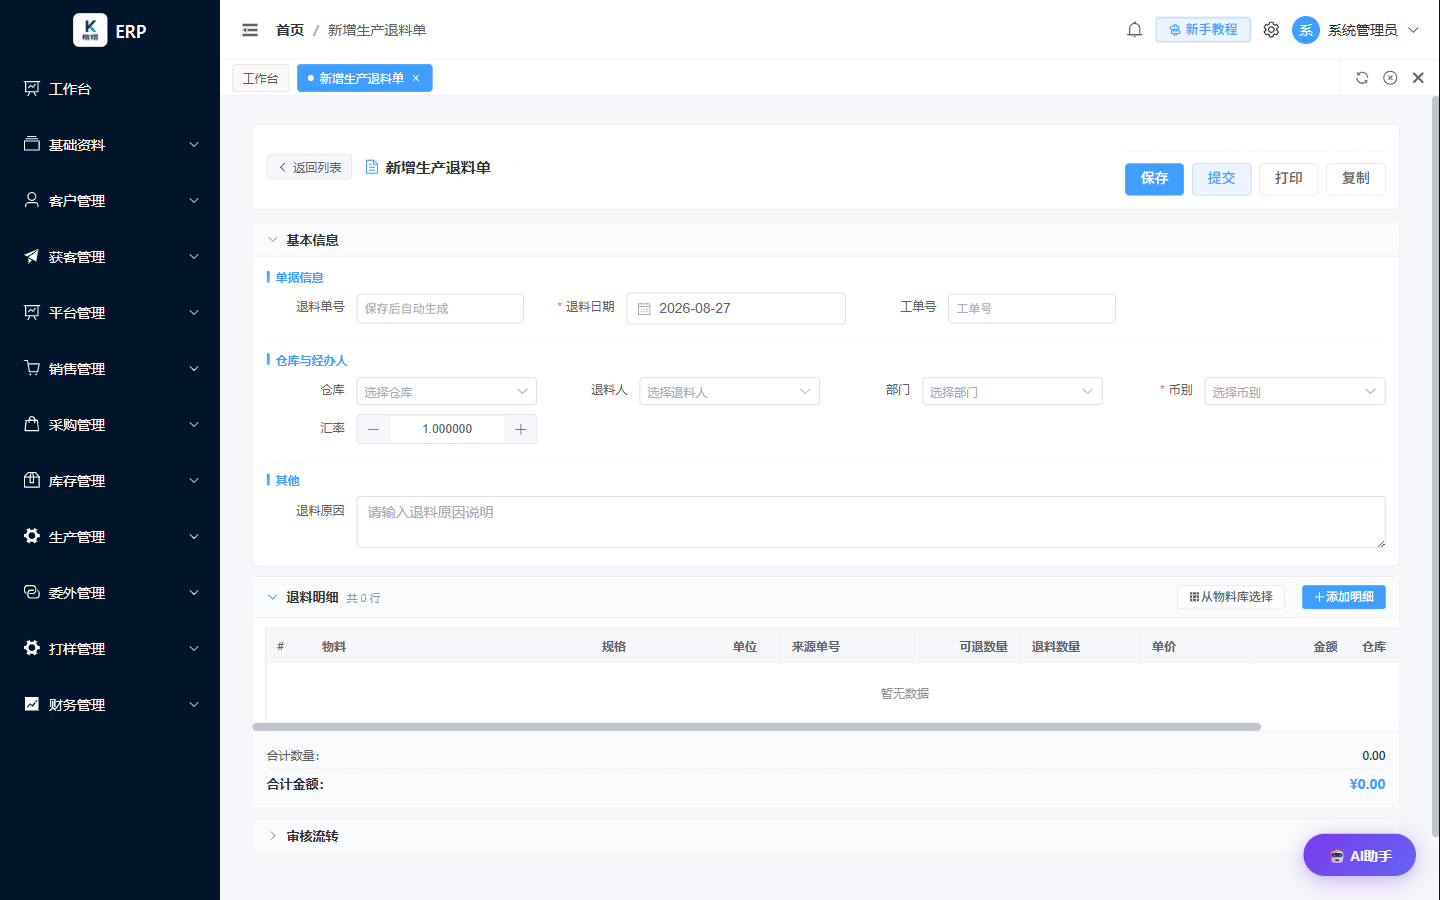 K
ERP
工作台
基础资料
客户管理
获客管理
平台管理
销售管理
采购管理
库存管理
生产管理
委外管理
打样管理
财务管理
首页 / 新增生产退料单
新手教程
系 系统管理员
工作台
新增生产退料单 ×
返回列表 新增生产退料单
保存 提交 打印 复制
基本信息
单据信息
退料单号 保存后自动生成 * 退料日期 2026-08-27 工单号 工单号
仓库与经办人
仓库 选择仓库 退料人 选择退料人 部门 选择部门 * 币别 选择币别
汇率 1.000000
其他
退料原因 请输入退料原因说明
退料明细 共 0 行 从物料库选择 添加明细
# 物料 规格 单位 来源单号 可退数量 退料数量 单价 金额 仓库
暂无数据
合计数量: 0.00
合计金额: ¥0.00
审核流转
AI助手